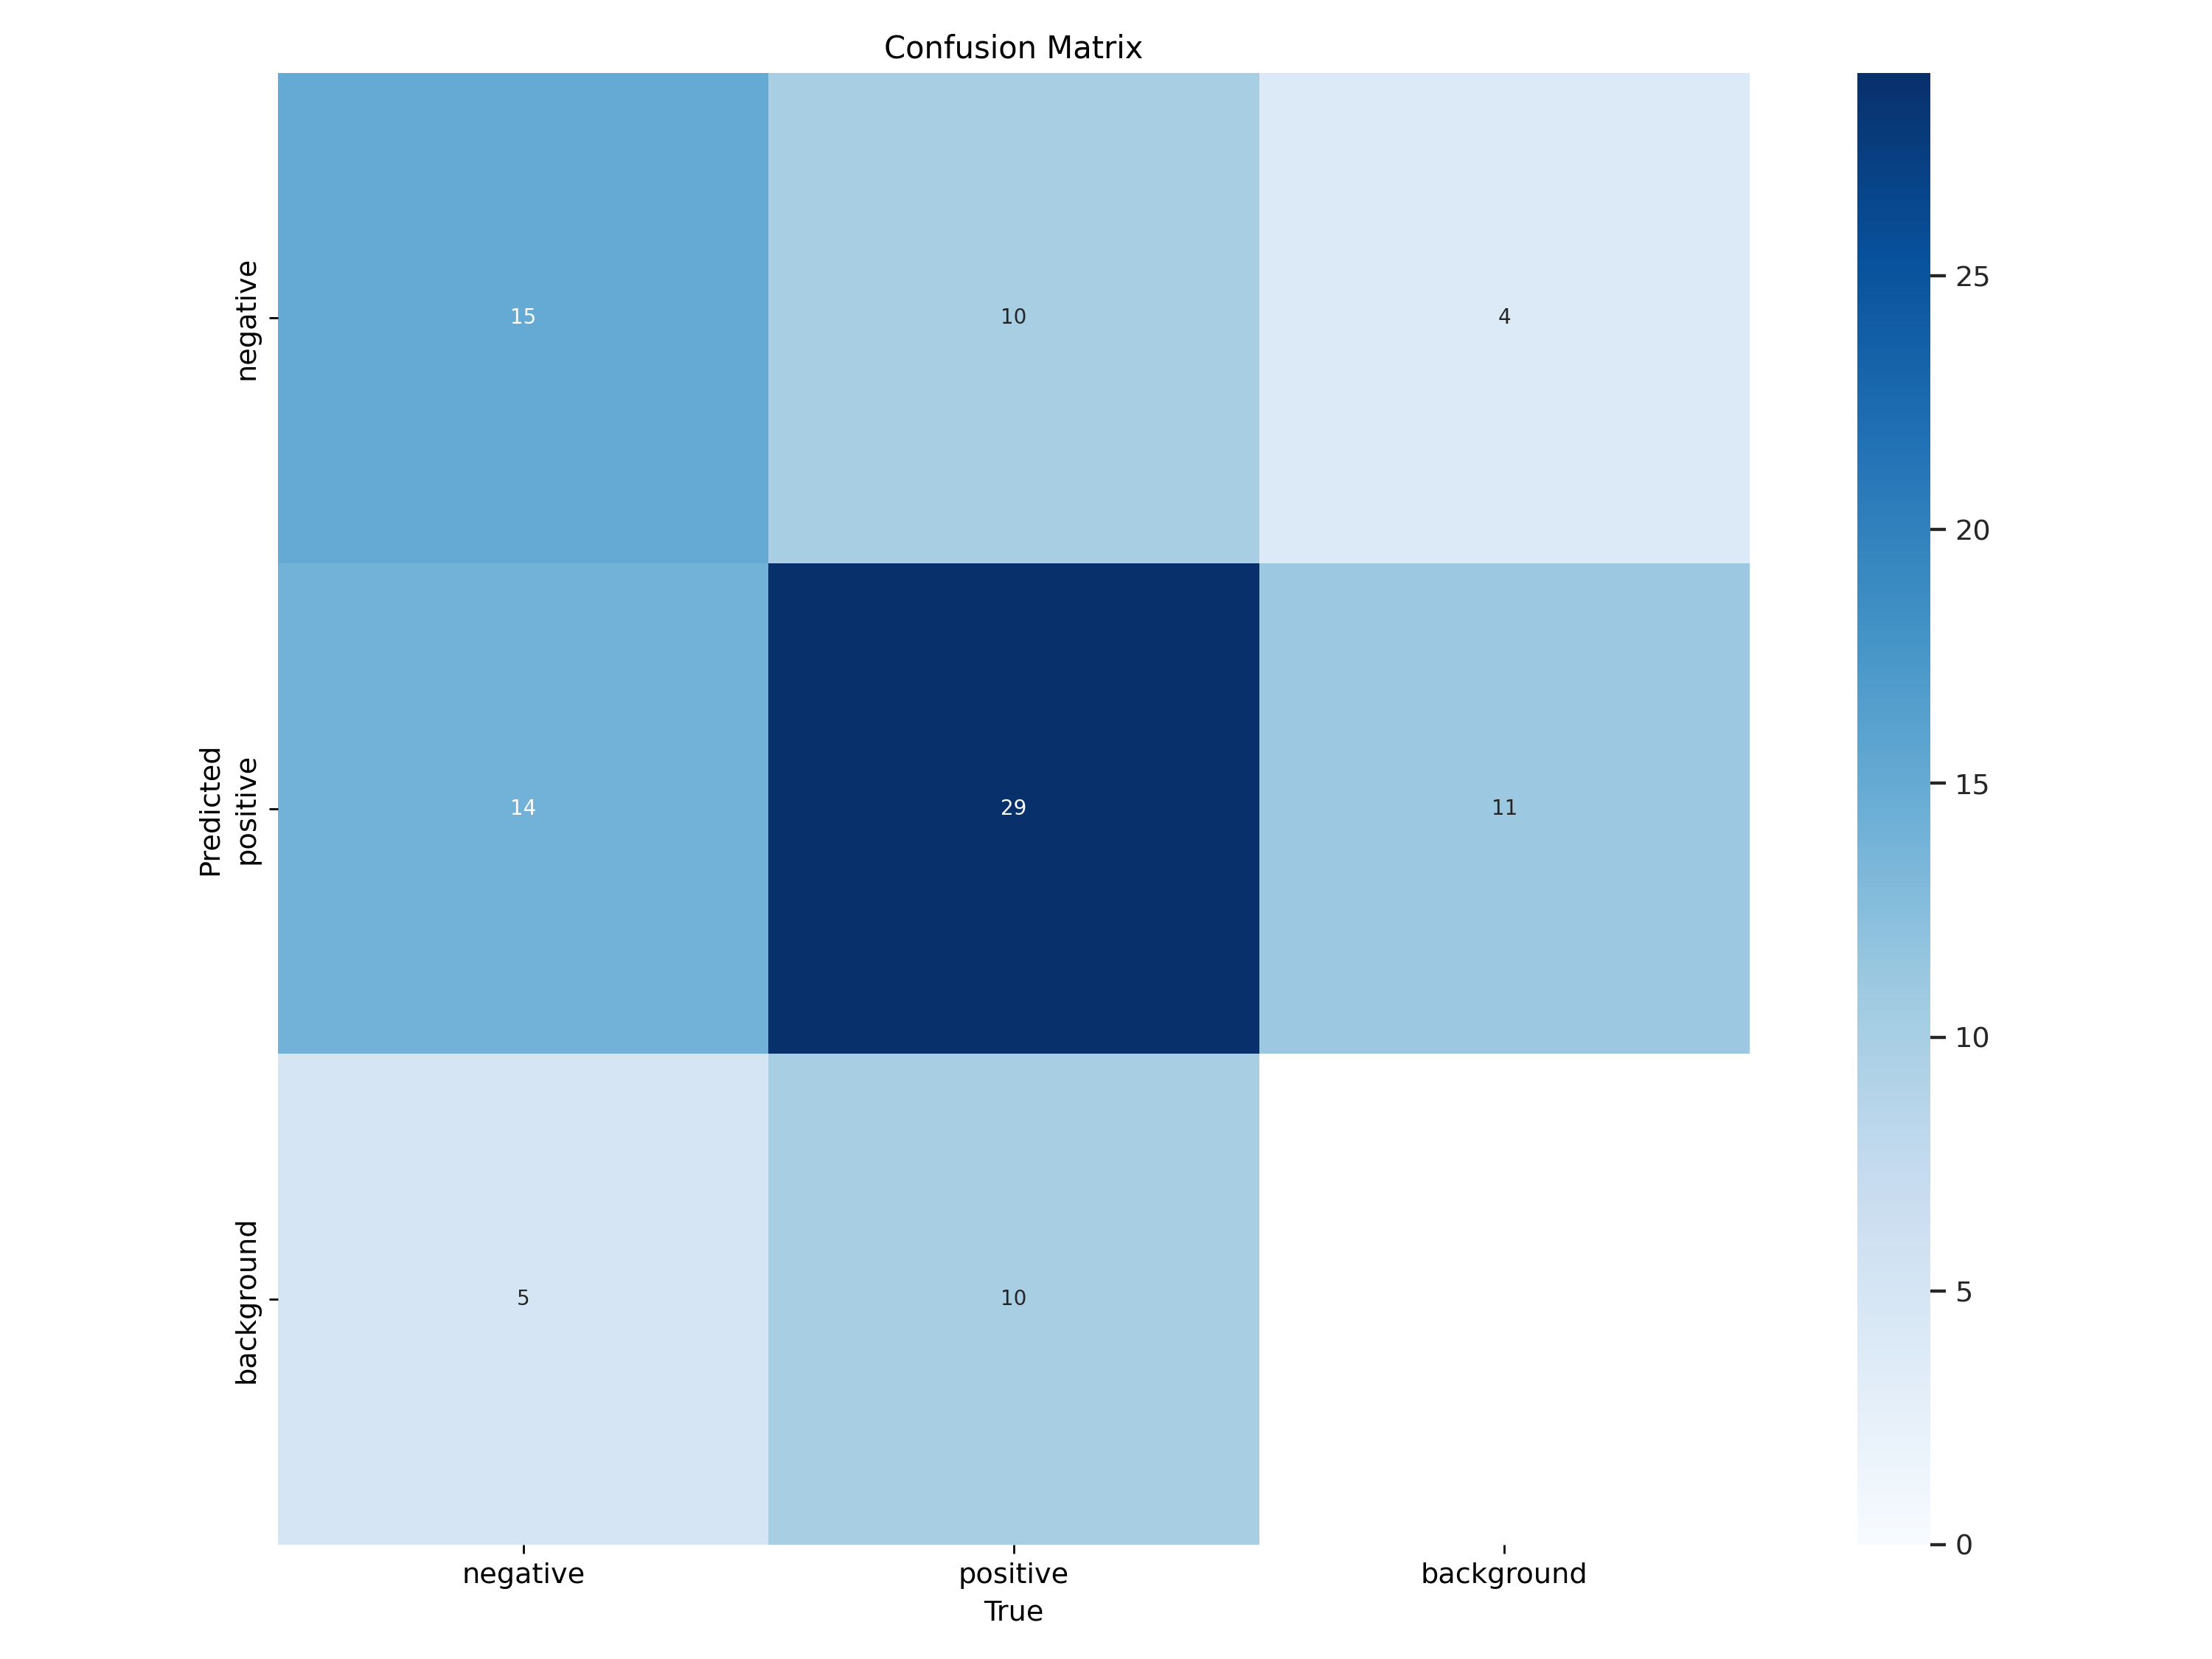 Confusion Matrix
negative
15 10 4
Predicted
positive
14 29 11
background
5 10
negative positive background
True
25
20
15
10
5
0